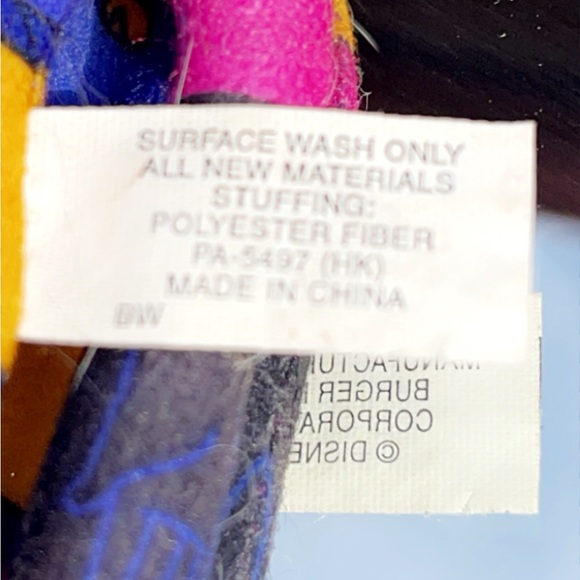 SURFACE WASH ONLY
ALL NEW MATERIALS
STUFFING:
POLYESTER FIBER
PA-5497 (HK)
MADE IN CHINA
BW
MANUFACTU
BURGER
CORPORA
© DISNE